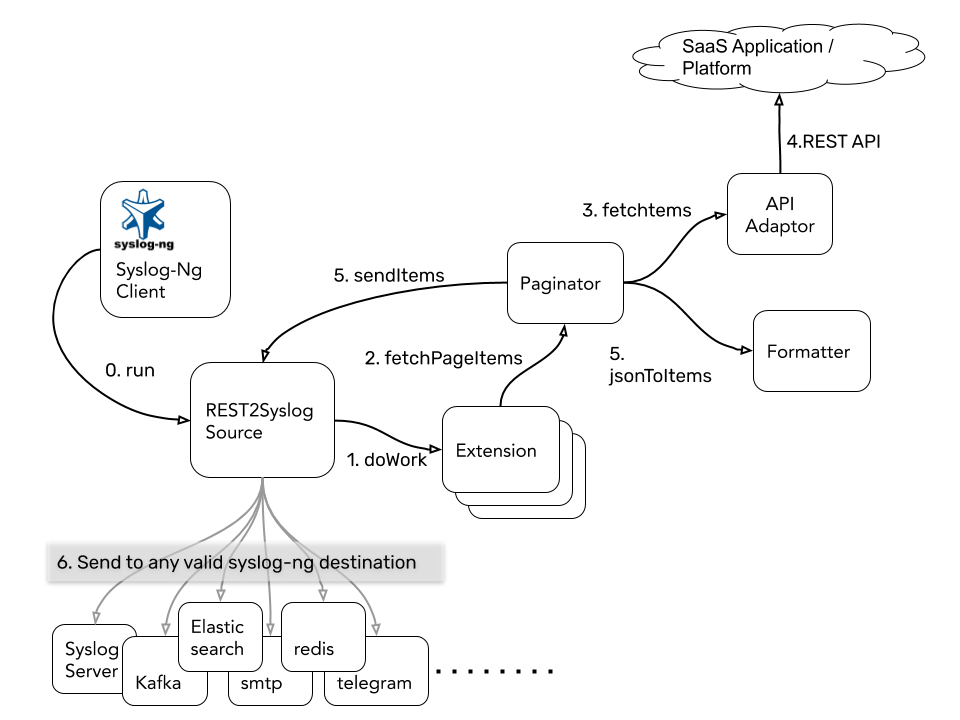 SaaS Application /
Platform
4.REST API
API
Adaptor
3. fetchtems
syslog-ng
Syslog-Ng
Client
5. sendItems
Paginator
0. run
2. fetchPageItems
5.
jsonToItems
Formatter
REST2Syslog
Source
1. doWork
Extension
6. Send to any valid syslog-ng destination
Syslog
Server
Kafka
Elastic
search
smtp
redis
telegram
. . . . . . . .